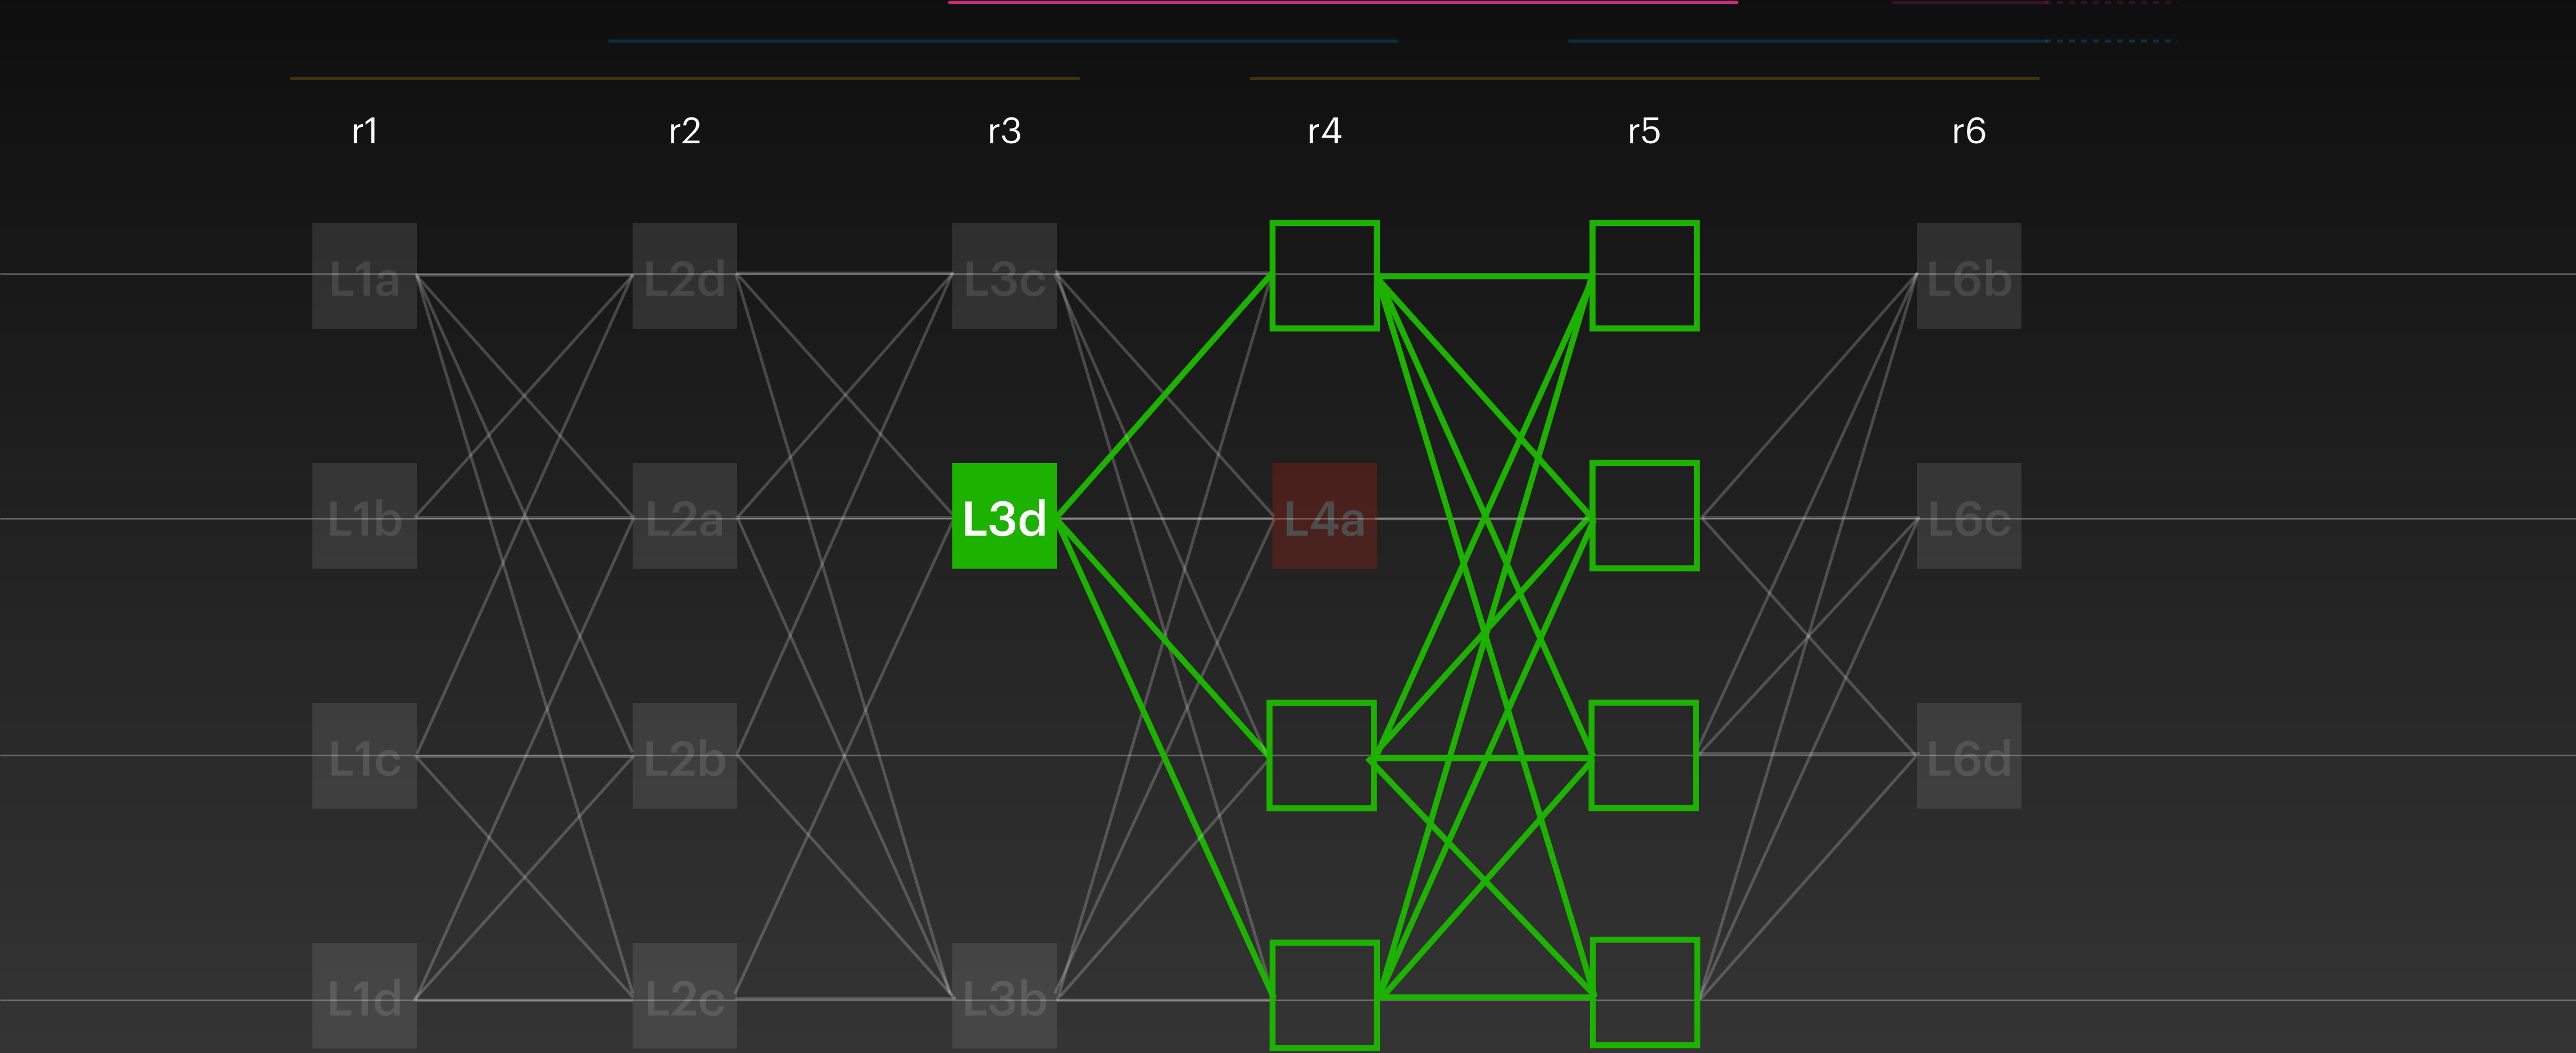 r1 r2 r3 r4 r5 r6
L1a L2d L3c L6b
L1b L2a L3d L4a L6c
L1c L2b L6d
L1d L2c L3b